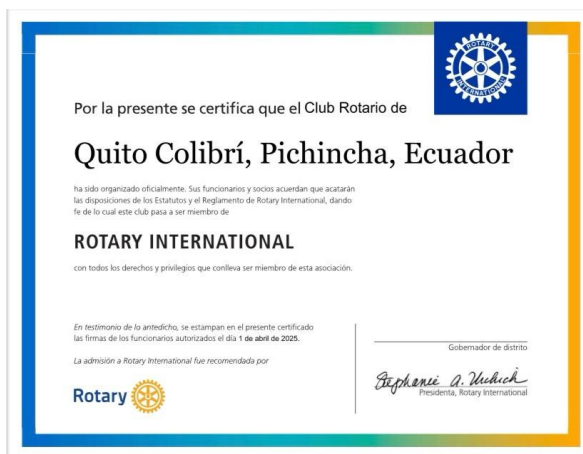 ROTARY
INTERNATIONAL
Por la presente se certifica que el Club Rotario de
Quito Colibrí, Pichincha, Ecuador
ha sido organizado oficialmente. Sus funcionarios y socios acuerdan que acatarán
las disposiciones de los Estatutos y el Reglamento de Rotary International, dando
fe de lo cual este club pasa a ser miembro de
ROTARY INTERNATIONAL
con todos los derechos y privilegios que conlleva ser miembro de esta asociación.
En testimonio de lo antedicho, se estampan en el presente certificado
las firmas de los funcionarios autorizados el día 1 de abril de 2025.
La admisión a Rotary International fue recomendada por
Rotary
Gobernador de distrito
Stephanie A. Urchick
Presidenta, Rotary International